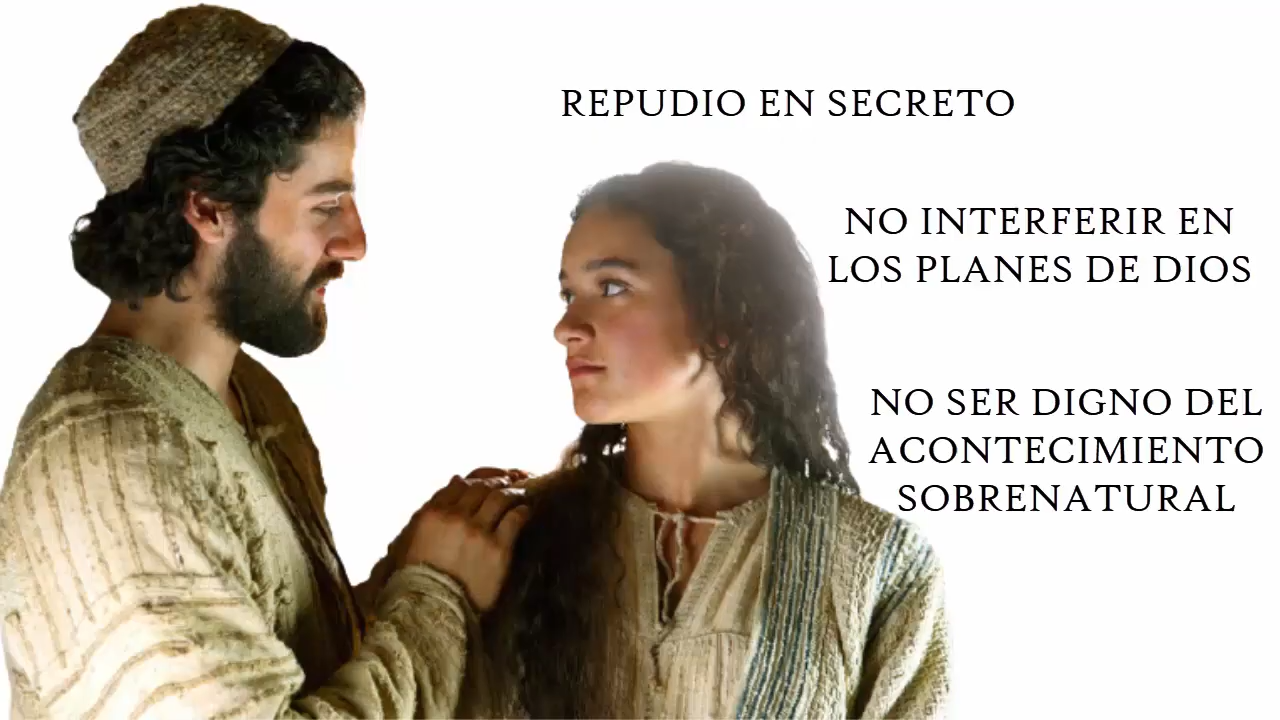 REPUDIO EN SECRETO
NO INTERFERIR EN
LOS PLANES DE DIOS
NO SER DIGNO DEL
ACONTECIMIENTO
SOBRENATURAL